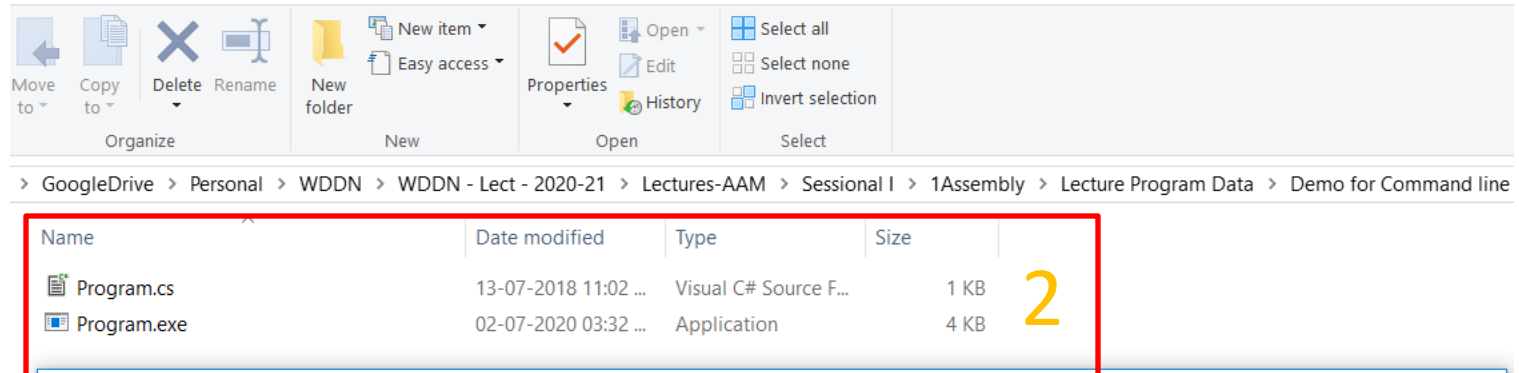 Move to
Copy to
Delete
Rename
New folder
New item
Easy access
Properties
Open
Edit
History
Select all
Select none
Invert selection
Organize
New
Open
Select
> GoogleDrive > Personal > WDDN > WDDN - Lect - 2020-21 > Lectures-AAM > Sessional I > 1Assembly > Lecture Program Data > Demo for Command line
Name Date modified Type Size
Program.cs 13-07-2018 11:02 ... Visual C# Source F... 1 KB
Program.exe 02-07-2020 03:32 ... Application 4 KB
2